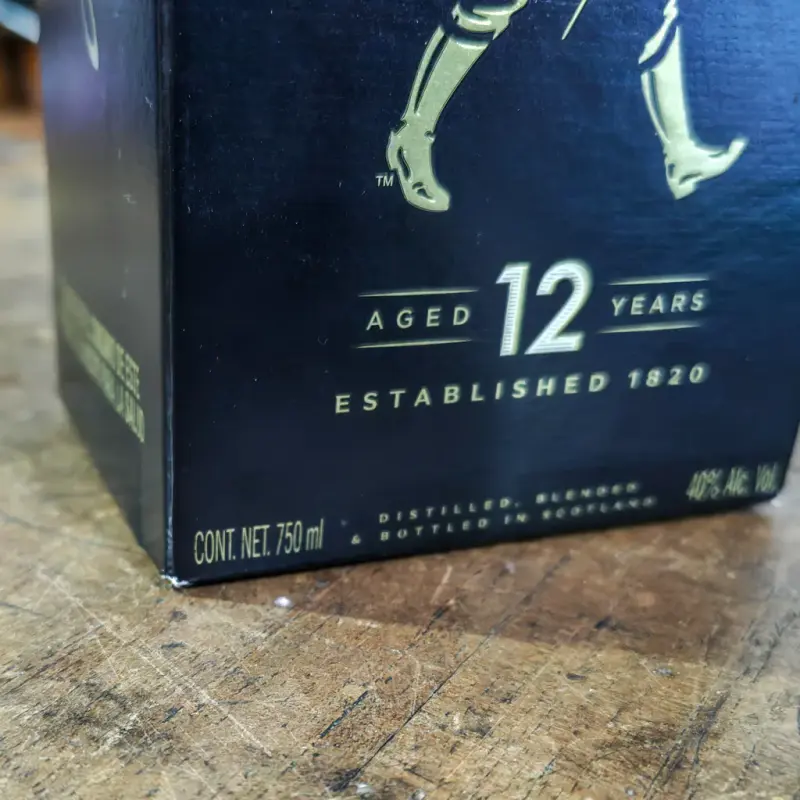 TM
AGED 12 YEARS
ESTABLISHED 1820
CONT. NET. 750 ml
DISTILLED, BLENDED
& BOTTLED IN SCOTLAND
40% Alc. Vol.